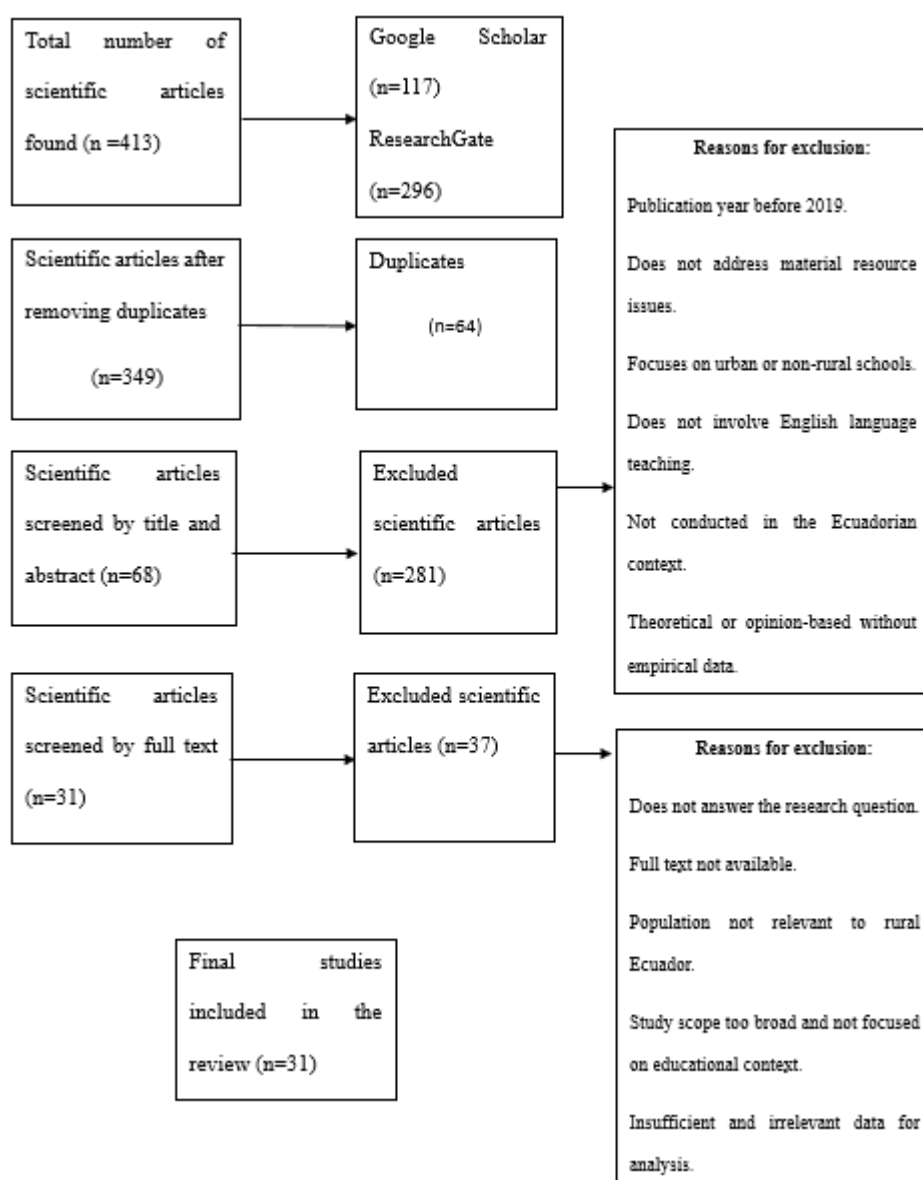 Total number of
scientific articles
found (n =413)
Google Scholar
(n=117)
ResearchGate
(n=296)
Scientific articles after
removing duplicates
(n=349)
Duplicates
(n=64)
Scientific articles
screened by title and
abstract (n=68)
Excluded
scientific articles
(n=281)
Reasons for exclusion:
Publication year before 2019.
Does not address material resource
issues.
Focuses on urban or non-rural schools.
Does not involve English language
teaching.
Not conducted in the Ecuadorian
context.
Theoretical or opinion-based without
empirical data.
Scientific articles
screened by full text
(n=31)
Excluded scientific
articles (n=37)
Reasons for exclusion:
Does not answer the research question.
Full text not available.
Population not relevant to rural
Ecuador.
Study scope too broad and not focused
on educational context.
Insufficient and irrelevant data for
analysis.
Final studies
included in the
review (n=31)